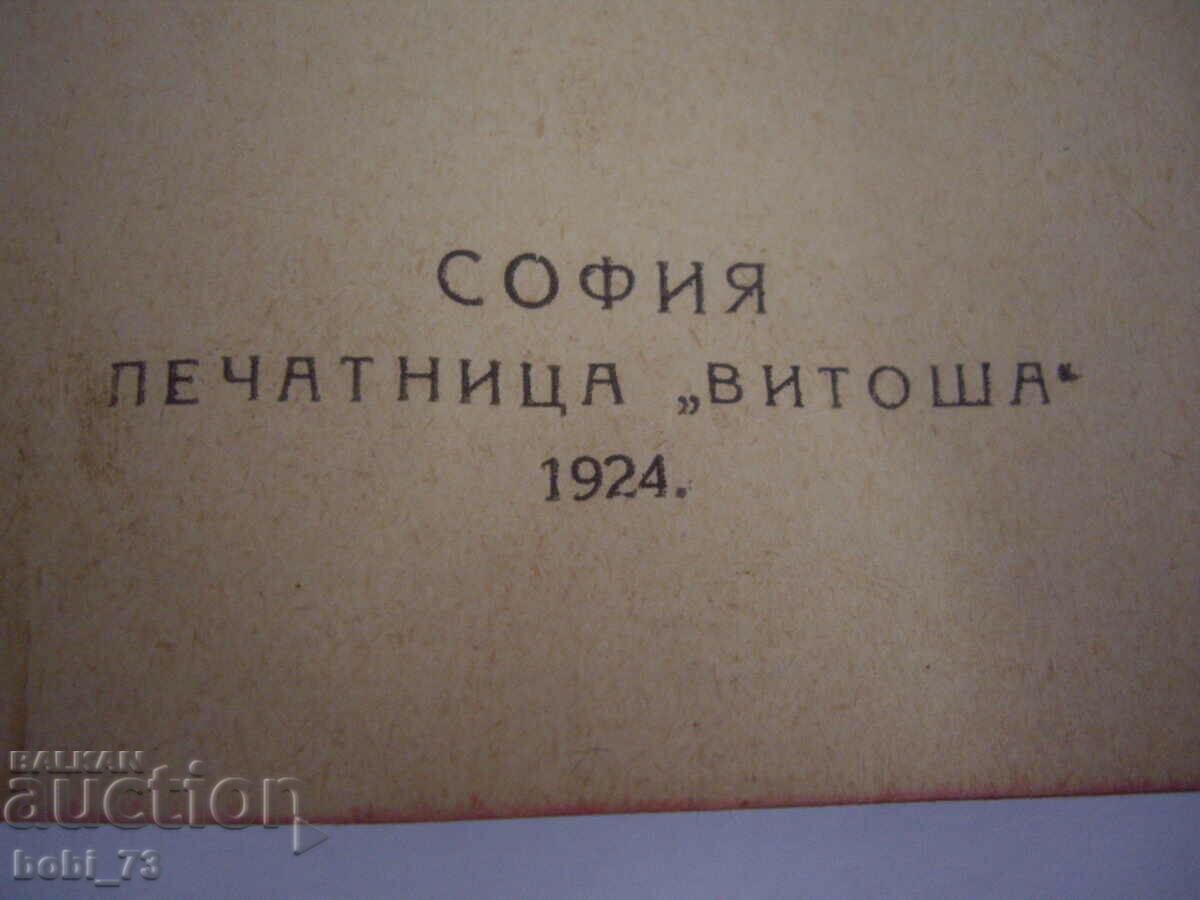 СОФИЯ
ПЕЧАТНИЦА „ВИТОША“
1924.
BALKAN
auction
bobi_73